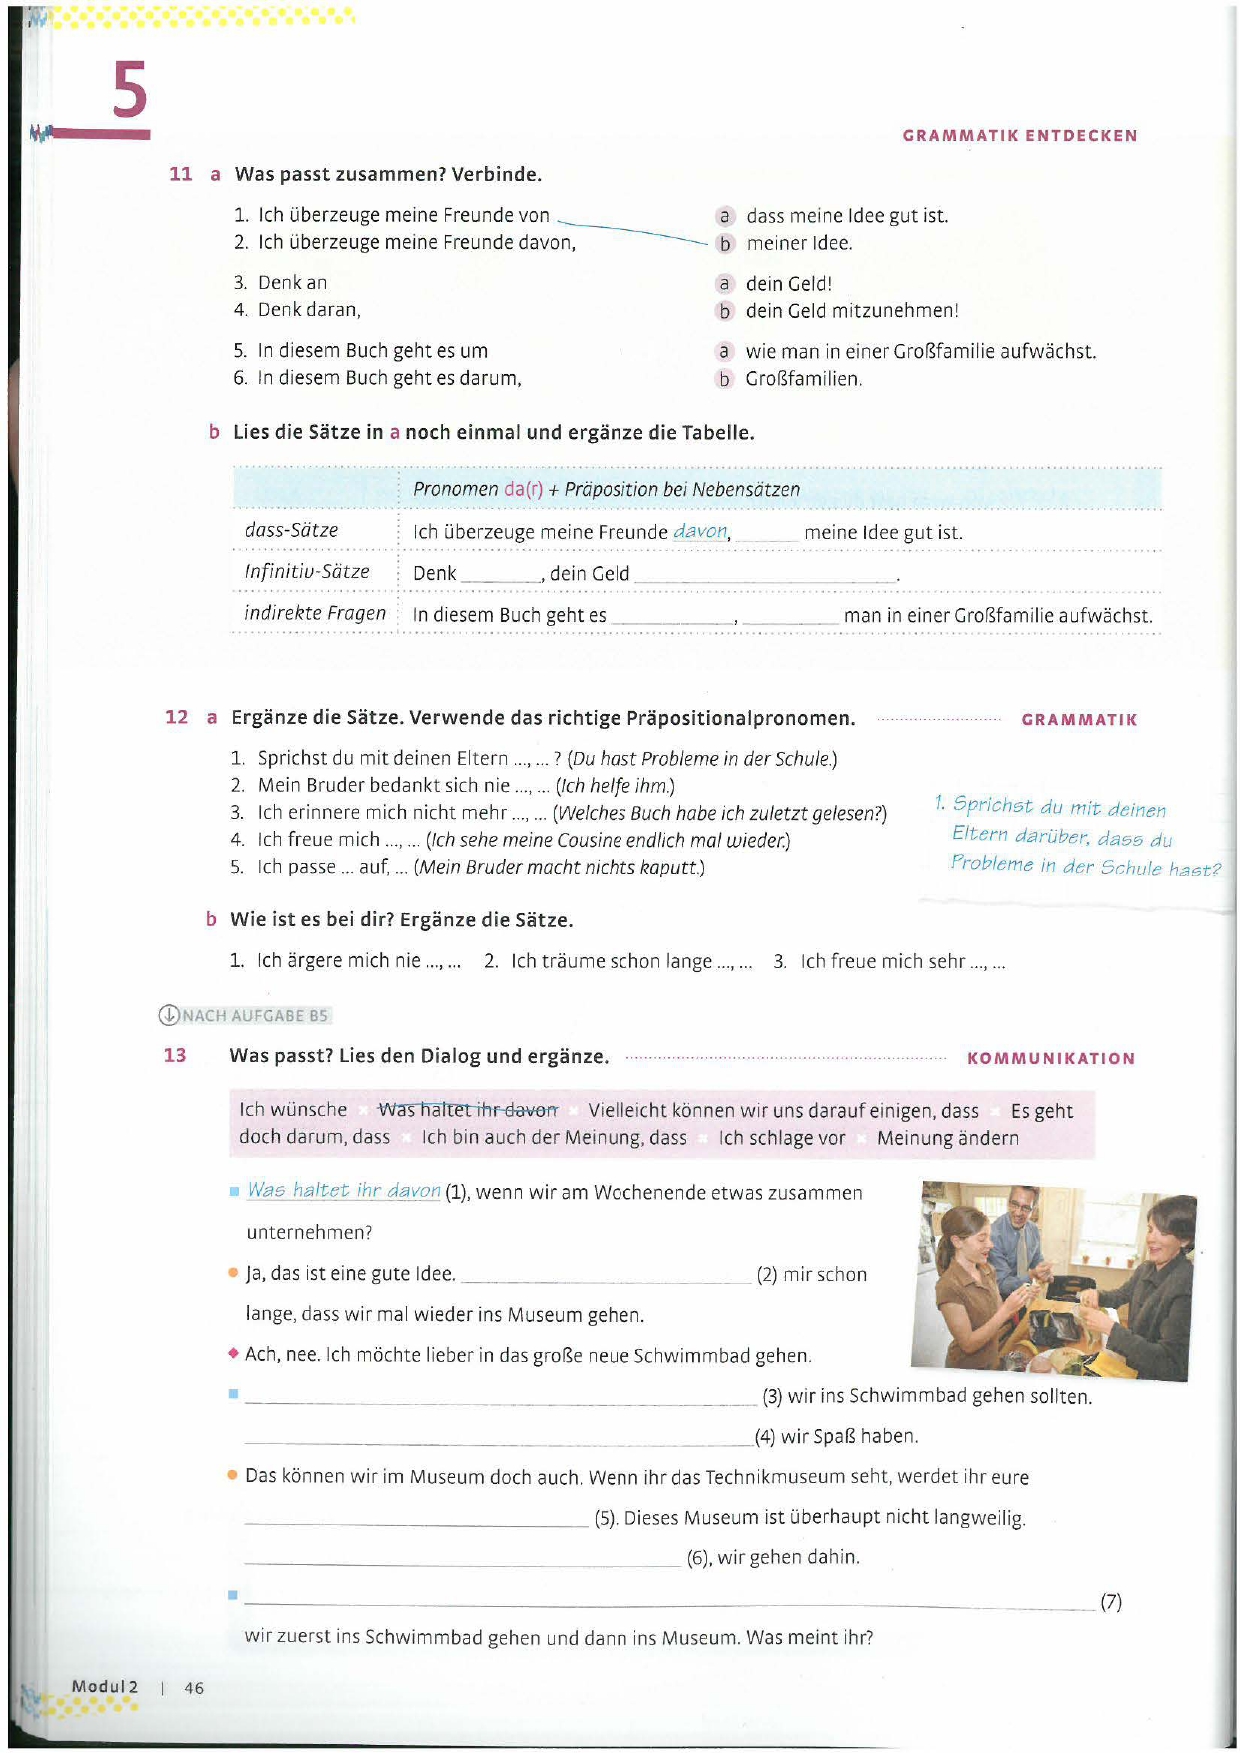 5
GRAMMATIK ENTDECKEN
11 a Was passt zusammen? Verbinde.
1. Ich überzeuge meine Freunde von
a dass meine Idee gut ist.
2. Ich überzeuge meine Freunde davon,
b meiner Idee.
3. Denk an
a dein Geld!
4. Denk daran,
b dein Geld mitzunehmen!
5. In diesem Buch geht es um
a wie man in einer Großfamilie aufwächst.
6. In diesem Buch geht es darum,
b Großfamilien.
b Lies die Sätze in a noch einmal und ergänze die Tabelle.
Pronomen da(r) + Präposition bei Nebensätzen
dass-Sätze Ich überzeuge meine Freunde davon, ______ meine Idee gut ist.
Infinitiv-Sätze Denk ________, dein Geld __________________________.
indirekte Fragen In diesem Buch geht es ____________, __________ man in einer Großfamilie aufwächst.
12 a Ergänze die Sätze. Verwende das richtige Präpositionalpronomen.
GRAMMATIK
1. Sprichst du mit deinen Eltern ..., ... ? (Du hast Probleme in der Schule.)
2. Mein Bruder bedankt sich nie ..., ... (Ich helfe ihm.)
3. Ich erinnere mich nicht mehr ..., ... (Welches Buch habe ich zuletzt gelesen?)
4. Ich freue mich ..., ... (Ich sehe meine Cousine endlich mal wieder.)
5. Ich passe ... auf, ... (Mein Bruder macht nichts kaputt.)
1. Sprichst du mit deinen
Eltern darüber, dass du
Probleme in der Schule hast?
b Wie ist es bei dir? Ergänze die Sätze.
1. Ich ärgere mich nie ..., ... 2. Ich träume schon lange ..., ... 3. Ich freue mich sehr ..., ...
NACH AUFGABE B5
13 Was passt? Lies den Dialog und ergänze.
KOMMUNIKATION
Ich wünsche Was haltet ihr davon Vielleicht können wir uns darauf einigen, dass Es geht
doch darum, dass Ich bin auch der Meinung, dass Ich schlage vor Meinung ändern
Was haltet ihr davon (1), wenn wir am Wochenende etwas zusammen
unternehmen?
Ja, das ist eine gute Idee. ____________________________ (2) mir schon
lange, dass wir mal wieder ins Museum gehen.
Ach, nee. Ich möchte lieber in das große neue Schwimmbad gehen.
__________________________________________________ (3) wir ins Schwimmbad gehen sollten.
__________________________________________________ (4) wir Spaß haben.
Das können wir im Museum doch auch. Wenn ihr das Technikmuseum seht, werdet ihr eure
____________________________________ (5). Dieses Museum ist überhaupt nicht langweilig.
__________________________________________ (6), wir gehen dahin.
__________________________________________________________________________________ (7)
wir zuerst ins Schwimmbad gehen und dann ins Museum. Was meint ihr?
Modul 2 | 46